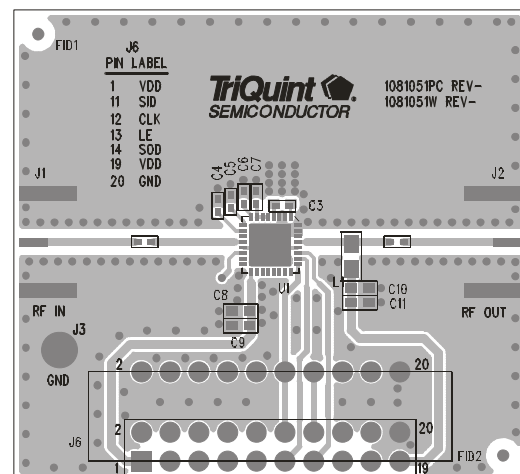 FID1
J6
PIN LABEL
1 VDD
11 SID
12 CLK
13 LE
14 SOD
19 VDD
20 GND
TriQuint
SEMICONDUCTOR
1081051PC REV-
1081051W REV-
J1
J2
C4
C5
C6
C7
C3
U1
L1
C8
C9
C10
C11
RF IN
RF OUT
J3
GND
2
20
2
20
J6
1
19
FID2